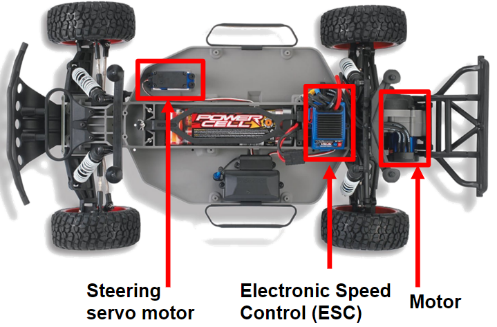 POWER
CELL
Steering
servo motor
Electronic Speed
Control (ESC)
Motor